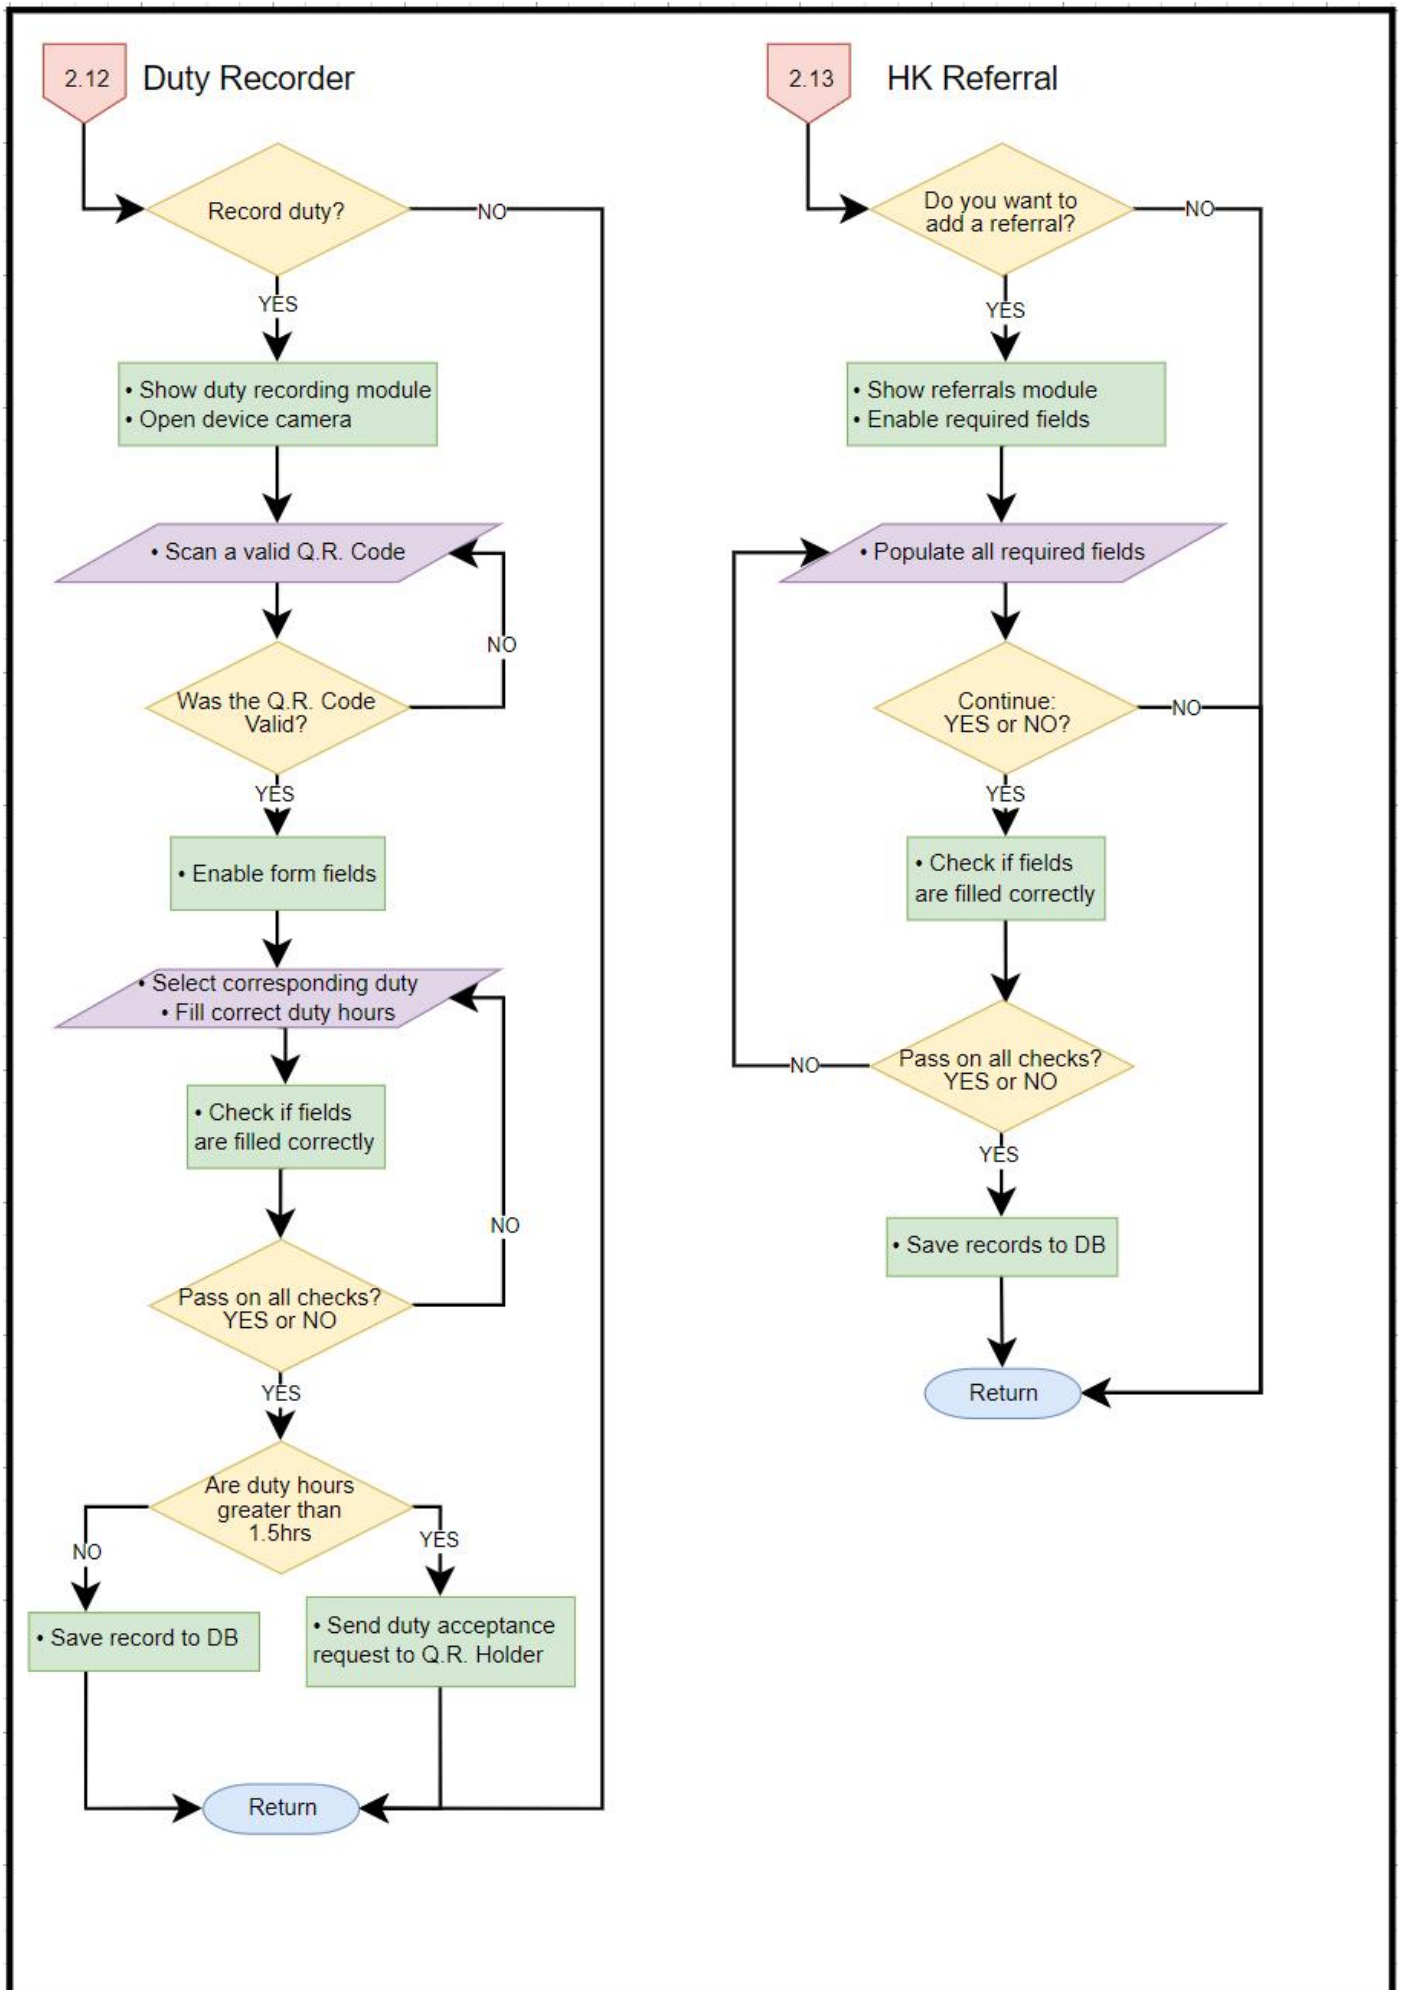 2.12
Duty Recorder
Record duty?
NO
YES
• Show duty recording module
• Open device camera
• Scan a valid Q.R. Code
NO
Was the Q.R. Code
Valid?
YES
• Enable form fields
• Select corresponding duty
• Fill correct duty hours
• Check if fields
are filled correctly
NO
Pass on all checks?
YES or NO
YES
Are duty hours
greater than
1.5hrs
NO
YES
• Save record to DB
• Send duty acceptance
request to Q.R. Holder
Return
2.13
HK Referral
Do you want to
add a referral?
NO
YES
• Show referrals module
• Enable required fields
• Populate all required fields
Continue:
YES or NO?
NO
YES
• Check if fields
are filled correctly
Pass on all checks?
YES or NO
NO
YES
• Save records to DB
Return